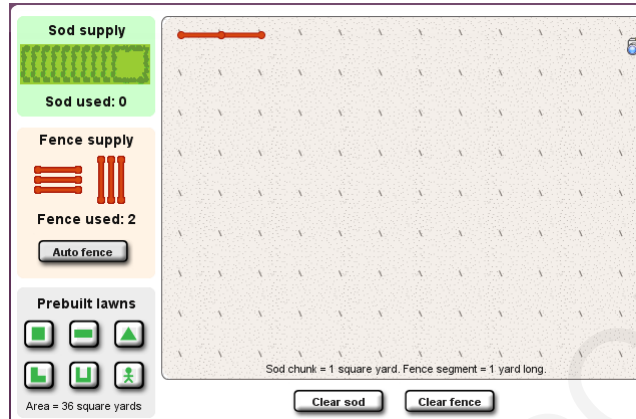 Sod supply
Sod used: 0
Fence supply
Fence used: 2
Auto fence
Prebuilt lawns
Area = 36 square yards
Sod chunk = 1 square yard. Fence segment = 1 yard long.
Clear sod
Clear fence